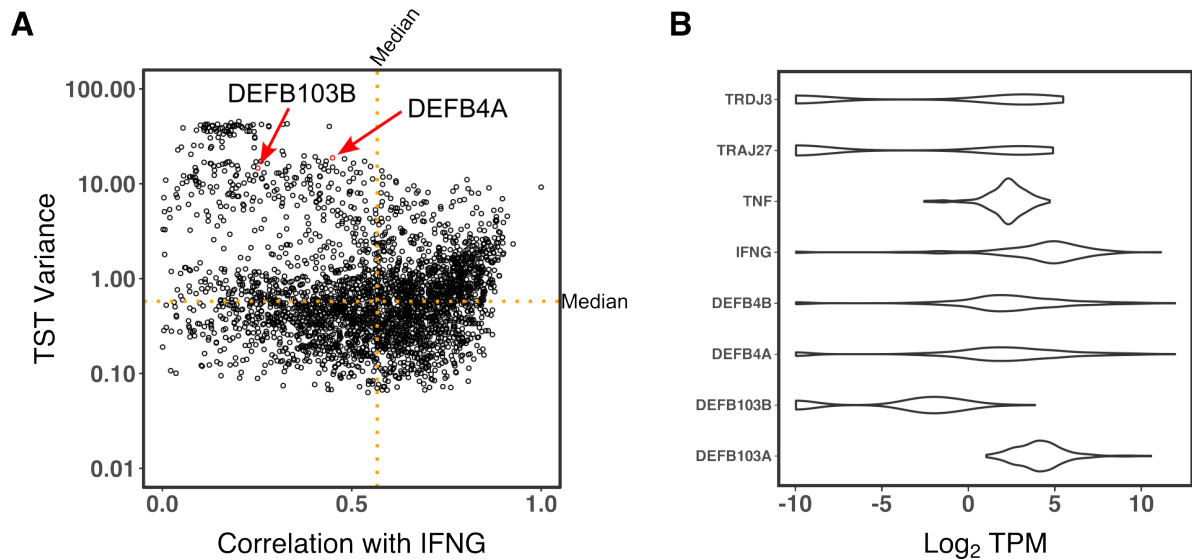 A
Median
DEFB103B
DEFB4A
100.00
10.00
1.00
0.10
0.01
TST Variance
Median
0.0
0.5
1.0
Correlation with IFNG
B
TRDJ3
TRAJ27
TNF
IFNG
DEFB4B
DEFB4A
DEFB103B
DEFB103A
-10
-5
0
5
10
Log₂ TPM